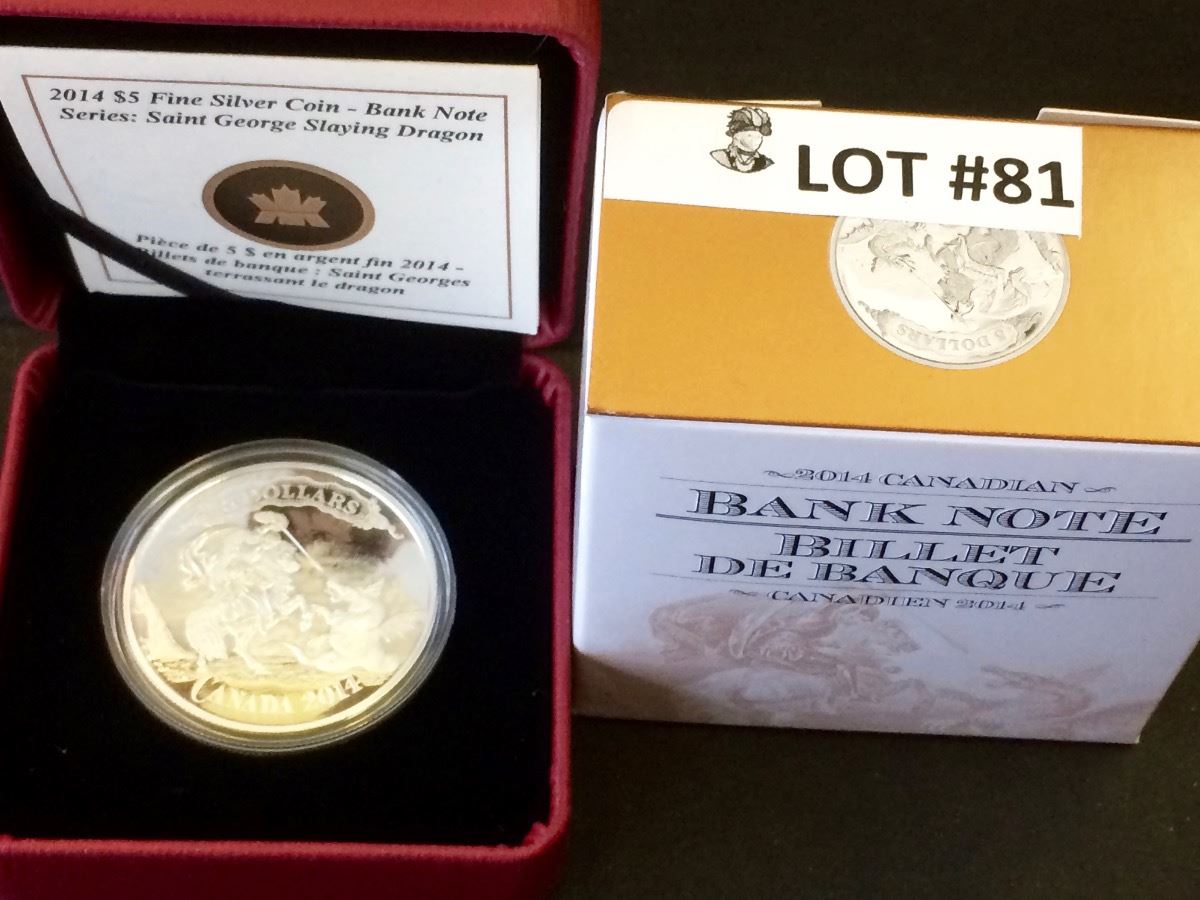 2014 $5 Fine Silver Coin - Bank Note
Series: Saint George Slaying Dragon
Pièce de 5 $ en argent fin 2014 -
Billets de banque : Saint Georges
terrassant le dragon
DOLLARS
CANADA 2014
LOT #81
5 DOLLARS
~2014 CANADIAN~
BANK NOTE
BILLET
DE BANQUE
~CANADIEN 2014~